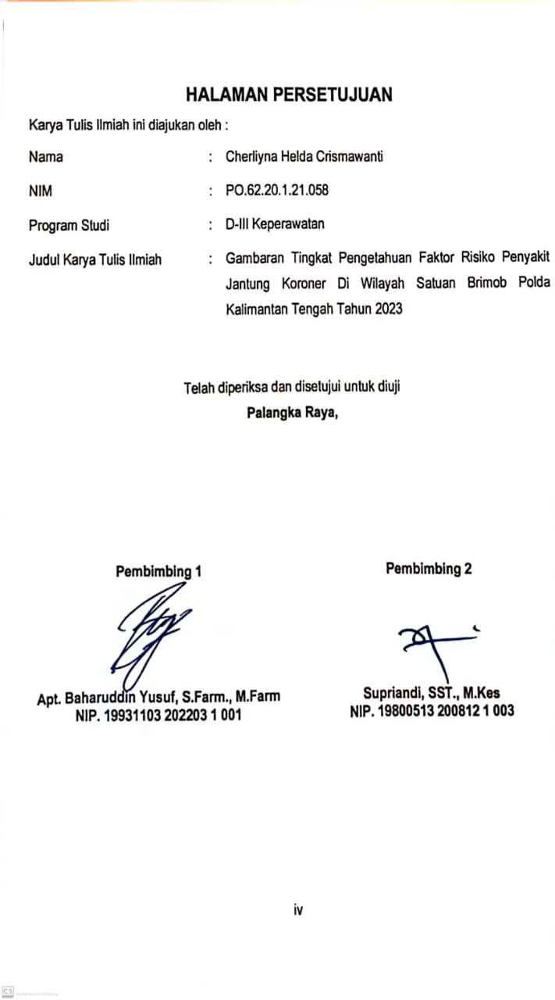 HALAMAN PERSETUJUAN
Karya Tulis Ilmiah ini diajukan oleh :
Nama : Cherliyna Helda Crismawanti
NIM : PO.62.20.1.21.058
Program Studi : D-III Keperawatan
Judul Karya Tulis Ilmiah : Gambaran Tingkat Pengetahuan Faktor Risiko Penyakit
Jantung Koroner Di Wilayah Satuan Brimob Polda
Kalimantan Tengah Tahun 2023
Telah diperiksa dan disetujui untuk diuji
Palangka Raya,
Pembimbing 1 Pembimbing 2
Apt. Baharuddin Yusuf, S.Farm., M.Farm Supriandi, SST., M.Kes
NIP. 19931103 202203 1 001 NIP. 19800513 200812 1 003
iv
CS